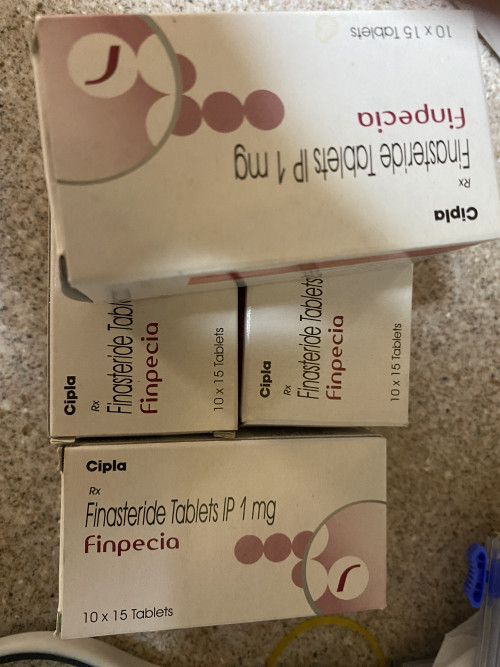 10 x 15 Tablets
Finpecia
Finasteride Tablets IP 1 mg
Rx
Cipla
Cipla
Rx
Finasteride Tabl
Finpecia
10 x 15 Tablets
Cipla
Rx
Finasteride Tablets
Finpecia
10 x 15 Tablets
Cipla
Rx
Finasteride Tablets IP 1 mg
Finpecia
10 x 15 Tablets